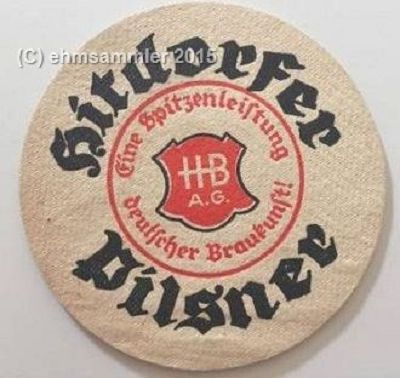 (C) ehmsammler 2015
Hitdorfer
Eine Spitzenleistung
HB
A.G.
deutscher Braukunst!
Pilsner